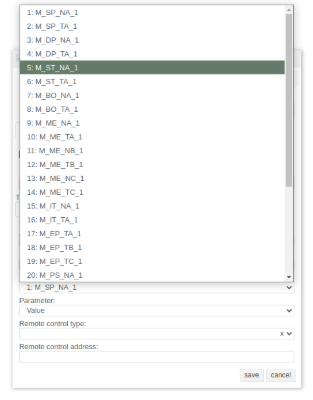 1: M_SP_NA_1
2: M_SP_TA_1
3: M_DP_NA_1
4: M_DP_TA_1
5: M_ST_NA_1
6: M_ST_TA_1
7: M_BO_NA_1
8: M_BO_TA_1
9: M_ME_NA_1
10: M_ME_TA_1
11: M_ME_NB_1
12: M_ME_TB_1
13: M_ME_NC_1
14: M_ME_TC_1
15: M_IT_NA_1
16: M_IT_TA_1
17: M_EP_TA_1
18: M_EP_TB_1
19: M_EP_TC_1
20: M_PS_NA_1
1: M_SP_NA_1
Parameter:
Value
Remote control type:
x
Remote control address:
save cancel